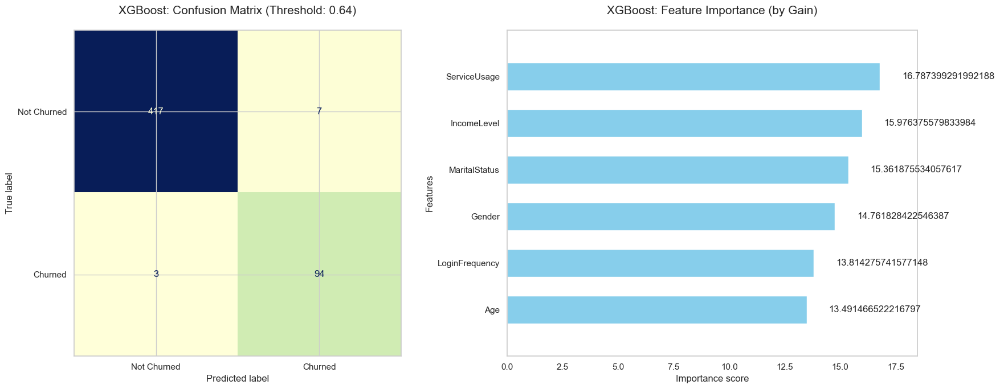 XGBoost: Confusion Matrix (Threshold: 0.64)
True label
Not Churned
417
7
Churned
3
94
Not Churned
Churned
Predicted label
XGBoost: Feature Importance (by Gain)
Features
ServiceUsage
16.787399291992188
IncomeLevel
15.976375579833984
MaritalStatus
15.361875534057617
Gender
14.761828422546387
LoginFrequency
13.814275741577148
Age
13.491466522216797
0.0
2.5
5.0
7.5
10.0
12.5
15.0
17.5
Importance score